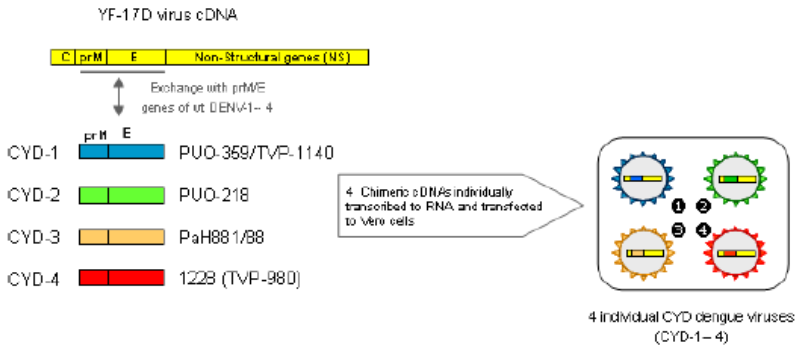 YF-17D virus cDNA
C prM E Non-Structural genes (NS)
Exchange with prM/E
genes of wt DENV-1-4
prM E
CYD-1 PUO-359/TVP-1140
CYD-2 PUO-218
CYD-3 PaH881/88
CYD-4 1228 (TVP-980)
4 Chimeric cDNAs individually
transcribed to RNA and transfected
to Vero cells
1 2
3 4
4 individual CYD dengue viruses
(CYD-1-4)